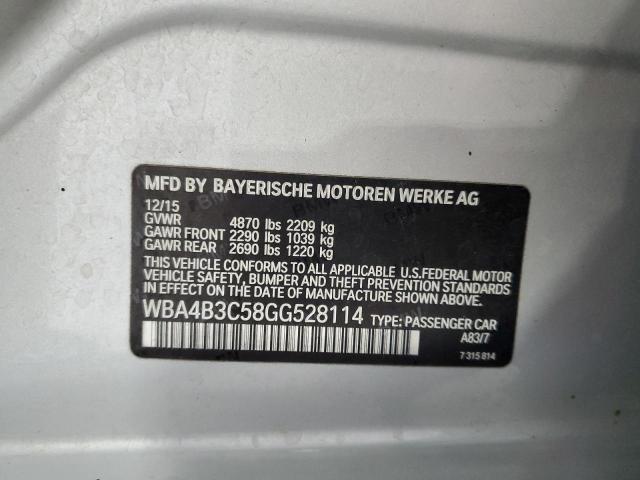 MFD BY BAYERISCHE MOTOREN WERKE AG
12/15
GVWR 4870 lbs 2209 kg
GAWR FRONT 2290 lbs 1039 kg
GAWR REAR 2690 lbs 1220 kg
THIS VEHICLE CONFORMS TO ALL APPLICABLE U.S.FEDERAL MOTOR
VEHICLE SAFETY, BUMPER AND THEFT PREVENTION STANDARDS
IN EFFECT ON THE DATE OF MANUFACTURE SHOWN ABOVE.
WBA4B3C58GG528114 TYPE: PASSENGER CAR
A83/7
7 315 814